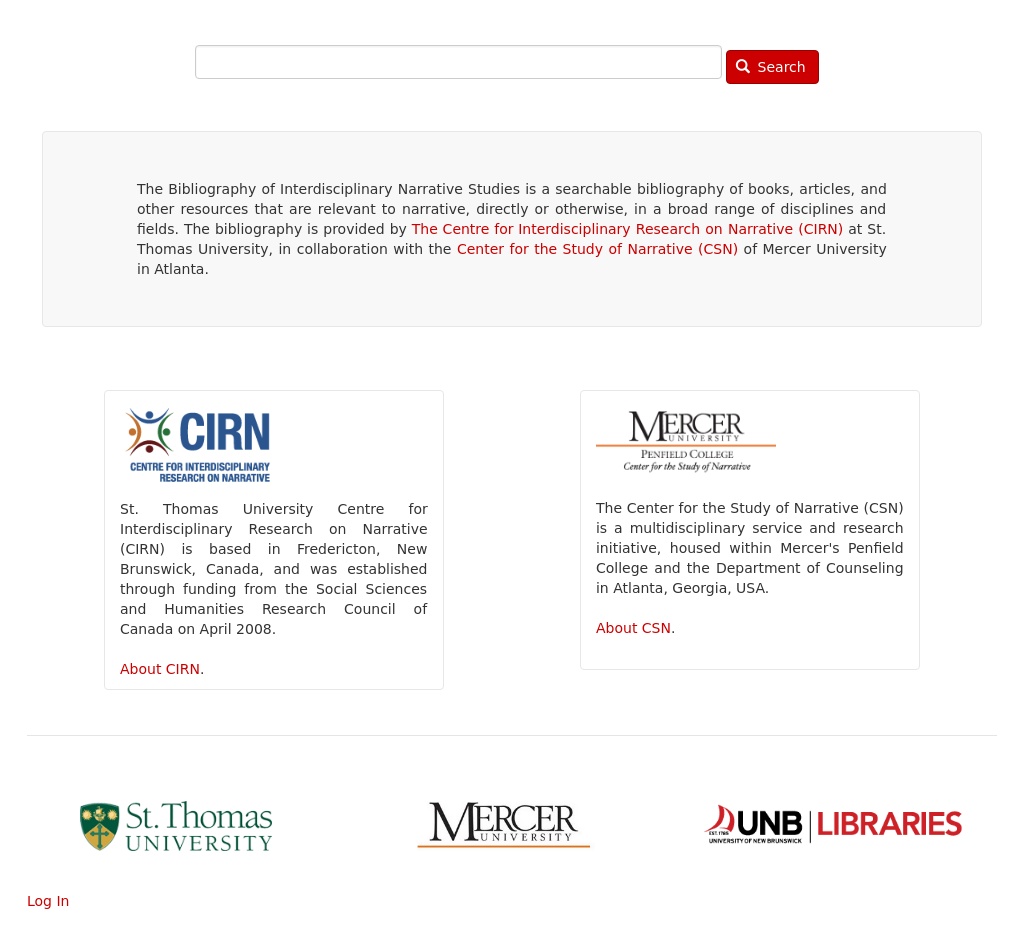 Search
The Bibliography of Interdisciplinary Narrative Studies is a searchable bibliography of books, articles, and
other resources that are relevant to narrative, directly or otherwise, in a broad range of disciplines and
fields. The bibliography is provided by The Centre for Interdisciplinary Research on Narrative (CIRN) at St.
Thomas University, in collaboration with the Center for the Study of Narrative (CSN) of Mercer University
in Atlanta.
CIRN
CENTRE FOR INTERDISCIPLINARY
RESEARCH ON NARRATIVE
St. Thomas University Centre for
Interdisciplinary Research on Narrative
(CIRN) is based in Fredericton, New
Brunswick, Canada, and was established
through funding from the Social Sciences
and Humanities Research Council of
Canada on April 2008.
About CIRN.
MERCER
UNIVERSITY
PENFIELD COLLEGE
Center for the Study of Narrative
The Center for the Study of Narrative (CSN)
is a multidisciplinary service and research
initiative, housed within Mercer's Penfield
College and the Department of Counseling
in Atlanta, Georgia, USA.
About CSN.
St. Thomas
UNIVERSITY
MERCER
UNIVERSITY
EST. 1785 UNB LIBRARIES
UNIVERSITY OF NEW BRUNSWICK
Log In